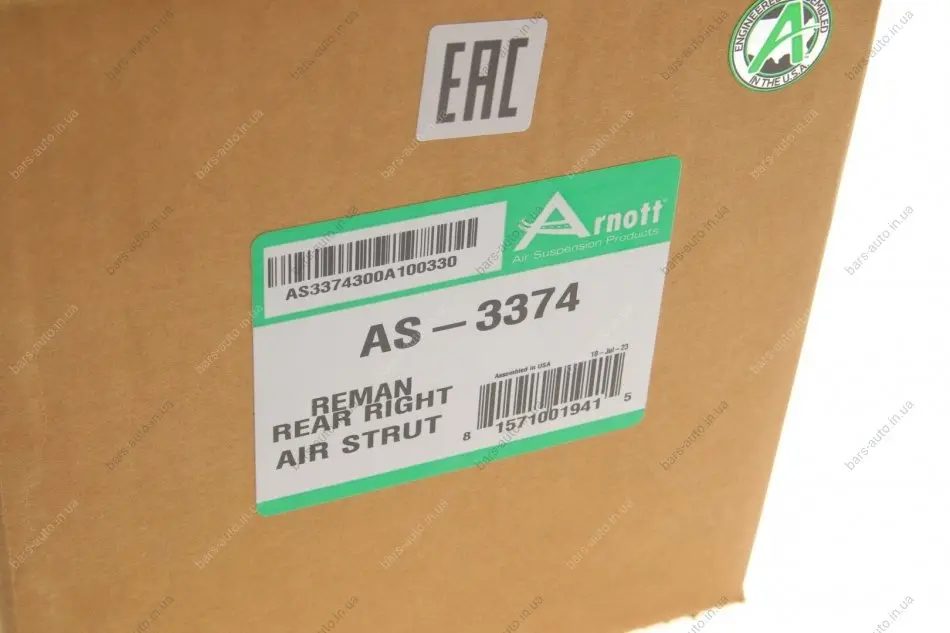 EAC
ENGINEERED & ASSEMBLED
A
IN THE U.S.A.
Arnott
Air Suspension Products
AS3374300A100330
AS – 3374
Assembled in USA
18-Jul-23
REMAN
REAR RIGHT
AIR STRUT
8 1571001941 5
bars-auto.in.ua